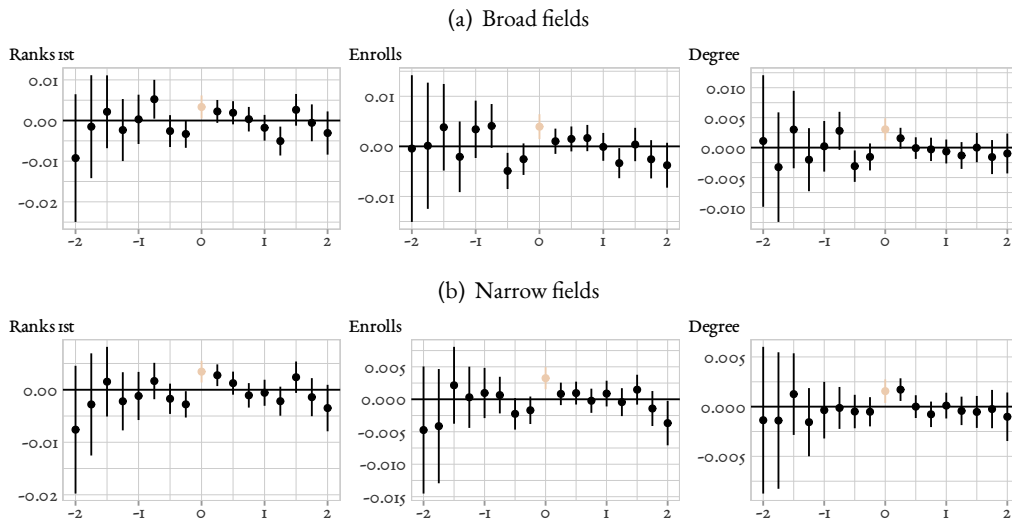 (a) Broad fields
Ranks 1st
Enrolls
Degree
0.01
0.00
-0.01
-0.02
-2 -1 0 1 2
0.01
0.00
-0.01
-2 -1 0 1 2
0.010
0.005
0.000
-0.005
-0.010
-2 -1 0 1 2
(b) Narrow fields
Ranks 1st
Enrolls
Degree
0.00
-0.01
-0.02
-2 -1 0 1 2
0.005
0.000
-0.005
-0.010
-0.015
-2 -1 0 1 2
0.005
0.000
-0.005
-2 -1 0 1 2